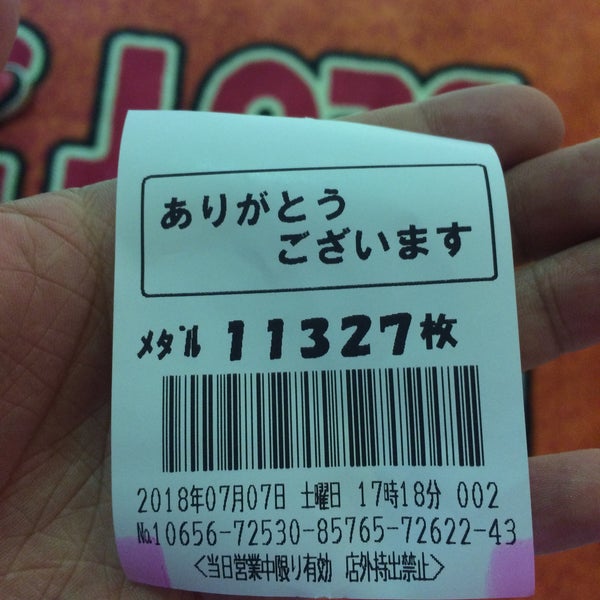 ありがとう
ございます
ﾒﾀﾞﾙ 11327枚
2018年07月07日 土曜日 17時18分 002
№10656-72530-85765-72622-43
<当日営業中限り有効 店外持出禁止>